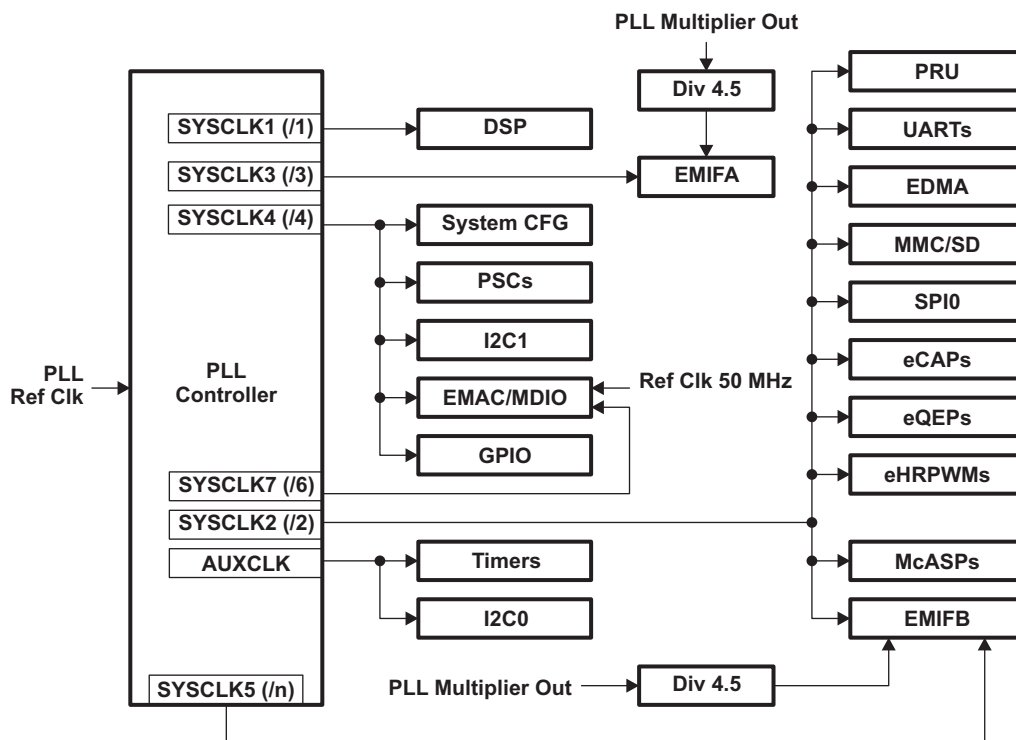 PLL Multiplier Out
Div 4.5
PRU
SYSCLK1 (/1)
DSP
UARTs
SYSCLK3 (/3)
EMIFA
EDMA
SYSCLK4 (/4)
System CFG
MMC/SD
PSCs
SPI0
I2C1
eCAPs
PLL
Ref Clk
PLL
Controller
EMAC/MDIO
Ref Clk 50 MHz
eQEPs
GPIO
eHRPWMs
SYSCLK7 (/6)
SYSCLK2 (/2)
AUXCLK
Timers
McASPs
I2C0
EMIFB
SYSCLK5 (/n)
PLL Multiplier Out
Div 4.5